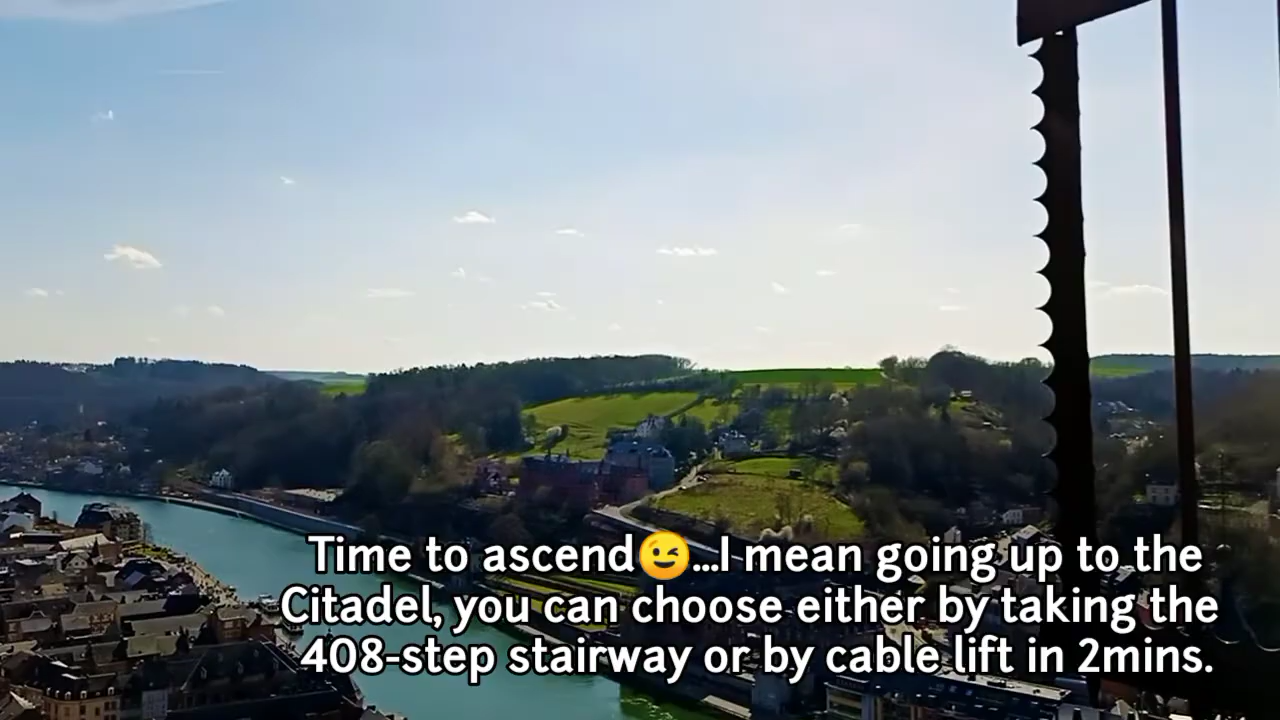 Time to ascend😉...I mean going up to the
Citadel, you can choose either by taking the
408-step stairway or by cable lift in 2mins.